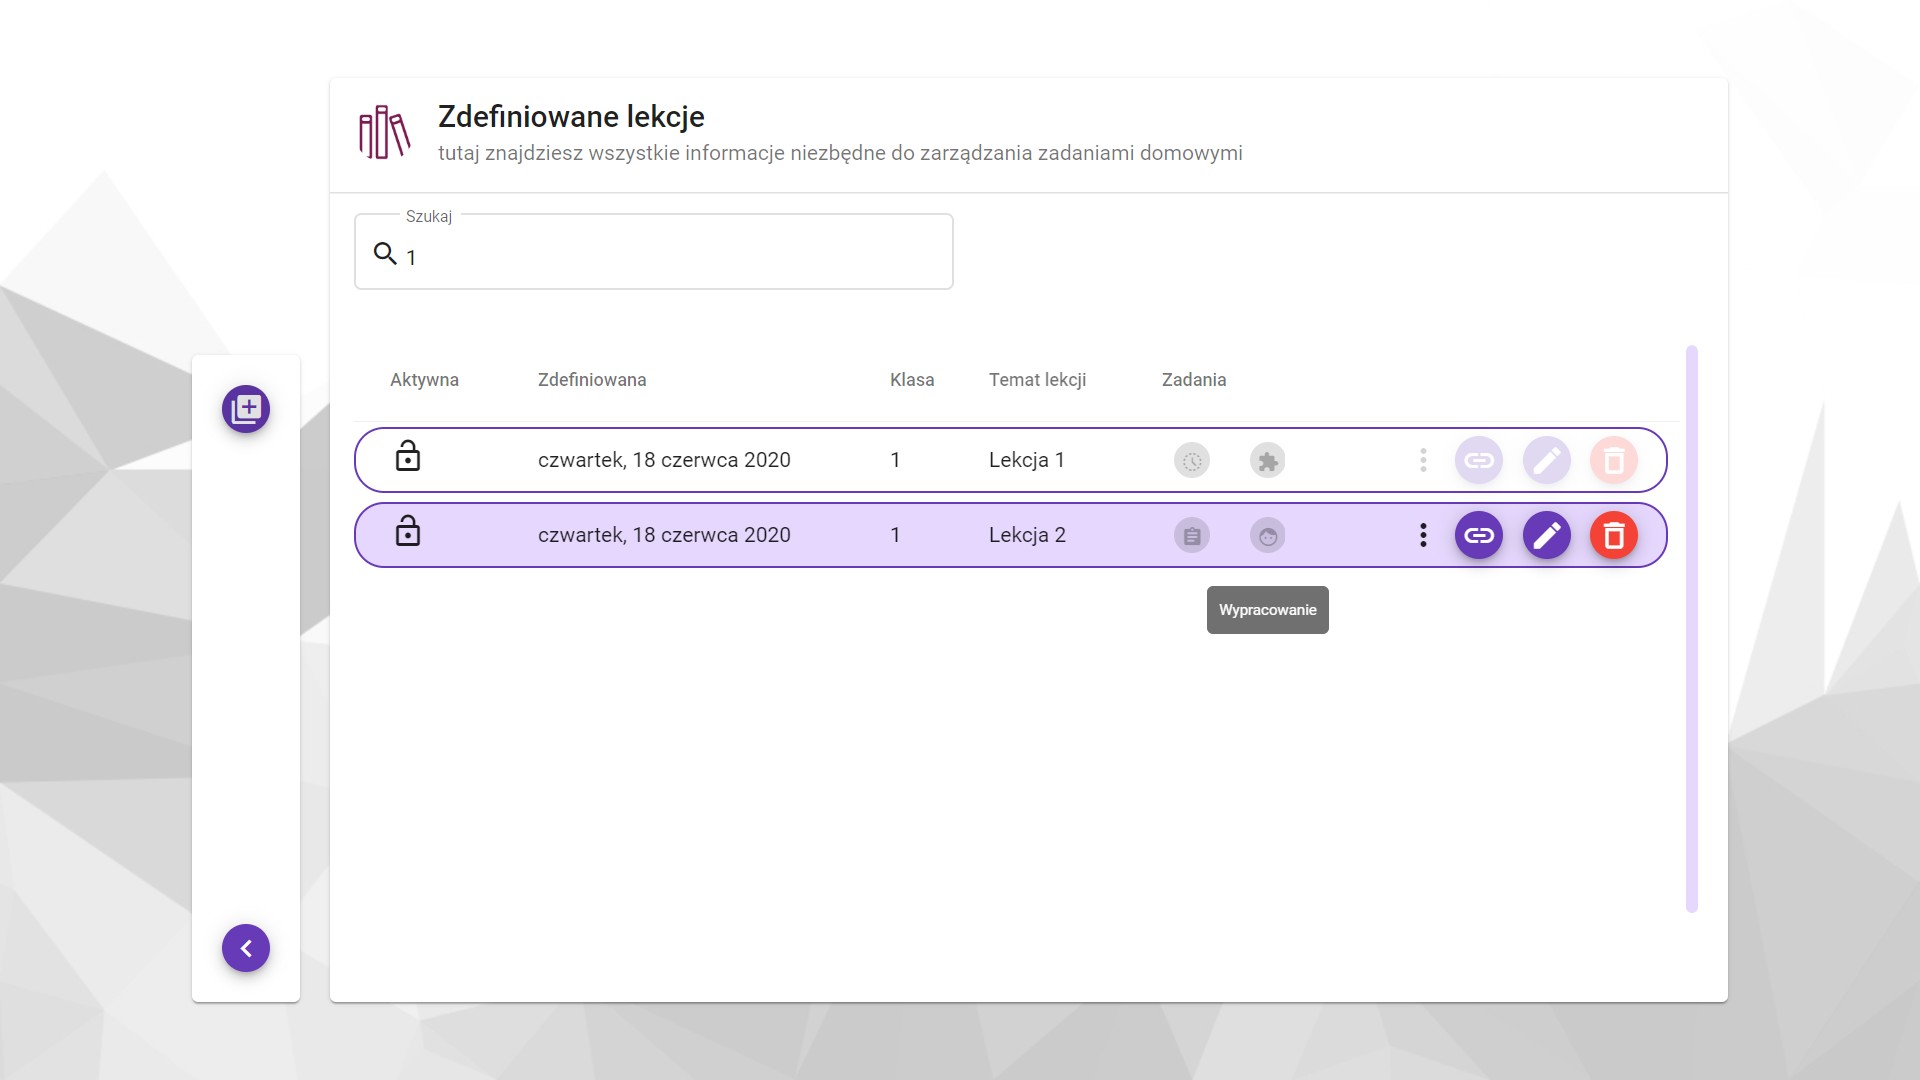 Zdefiniowane lekcje
tutaj znajdziesz wszystkie informacje niezbędne do zarządzania zadaniami domowymi
Szukaj
1
Aktywna Zdefiniowana Klasa Temat lekcji Zadania
czwartek, 18 czerwca 2020 1 Lekcja 1
czwartek, 18 czerwca 2020 1 Lekcja 2
Wypracowanie